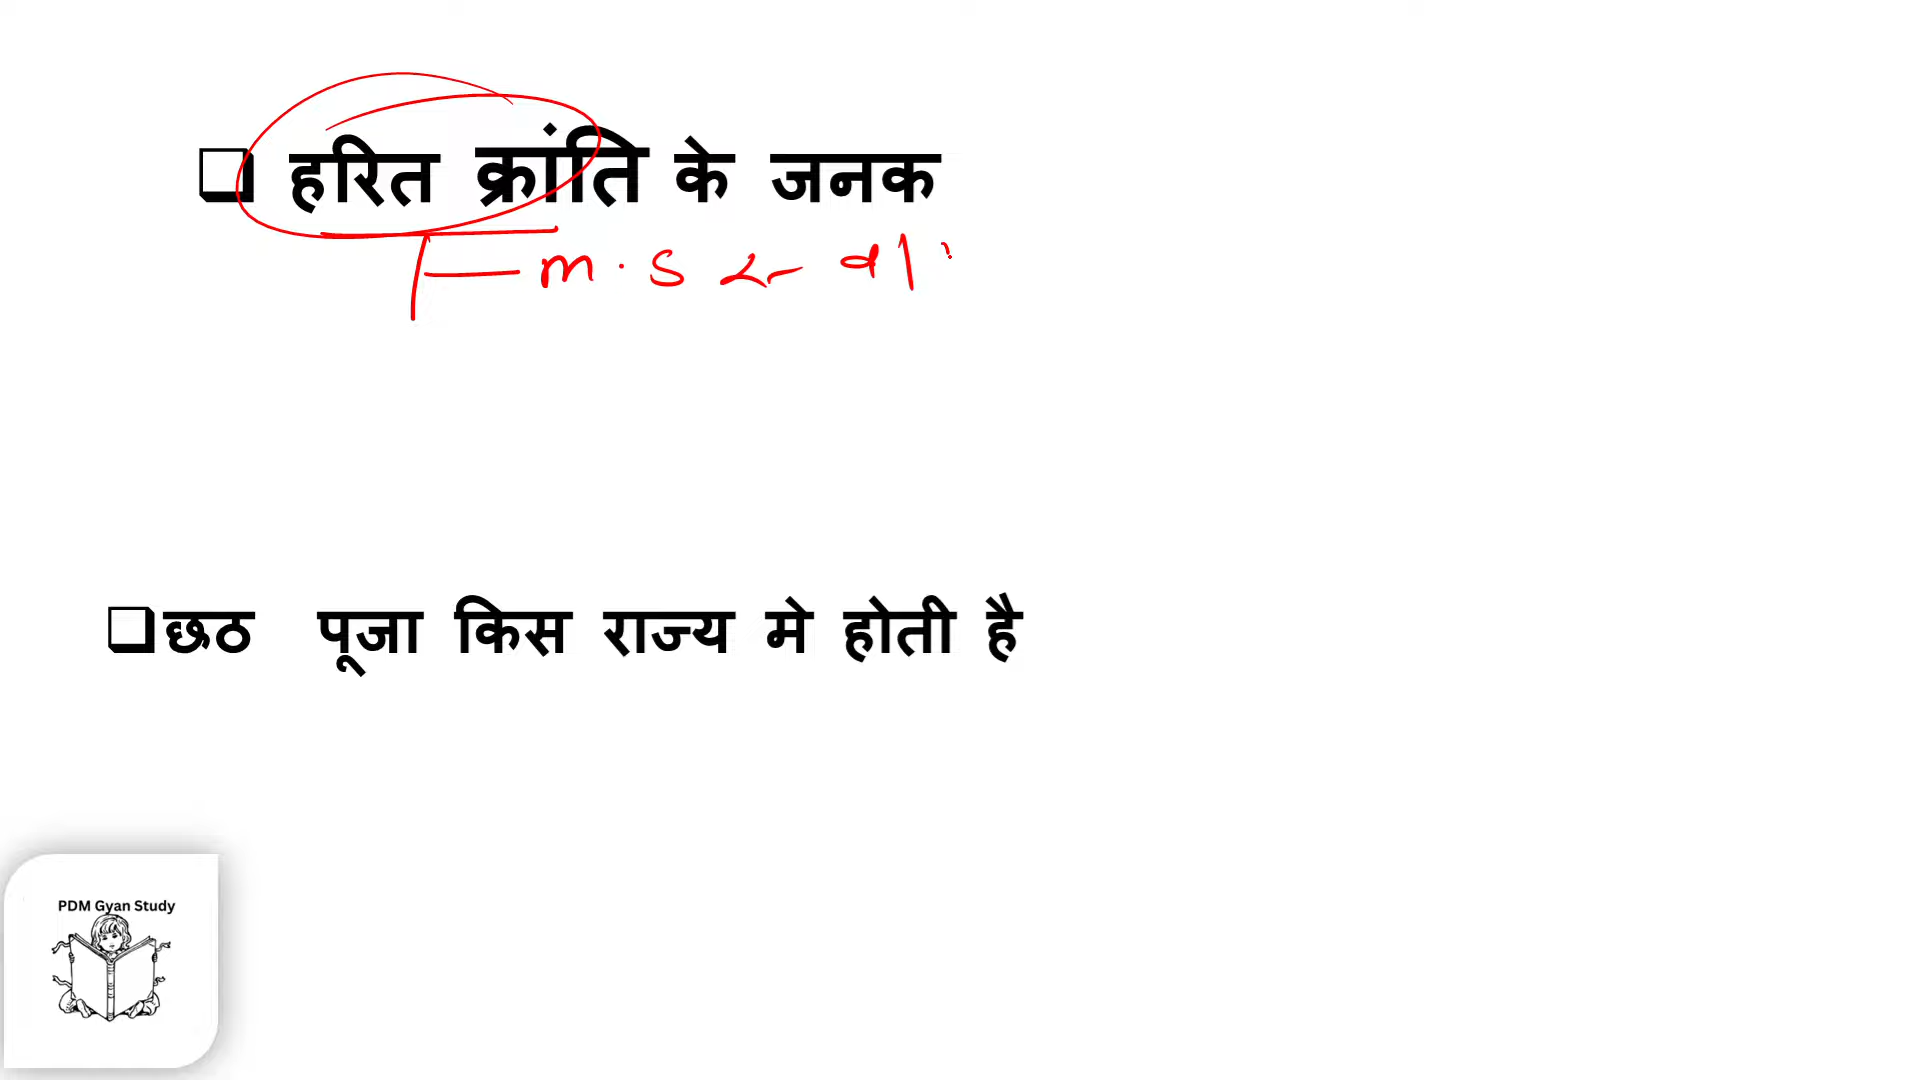 हरित क्रांति के जनक
m.s
छठ पूजा किस राज्य मे होती है
PDM Gyan Study